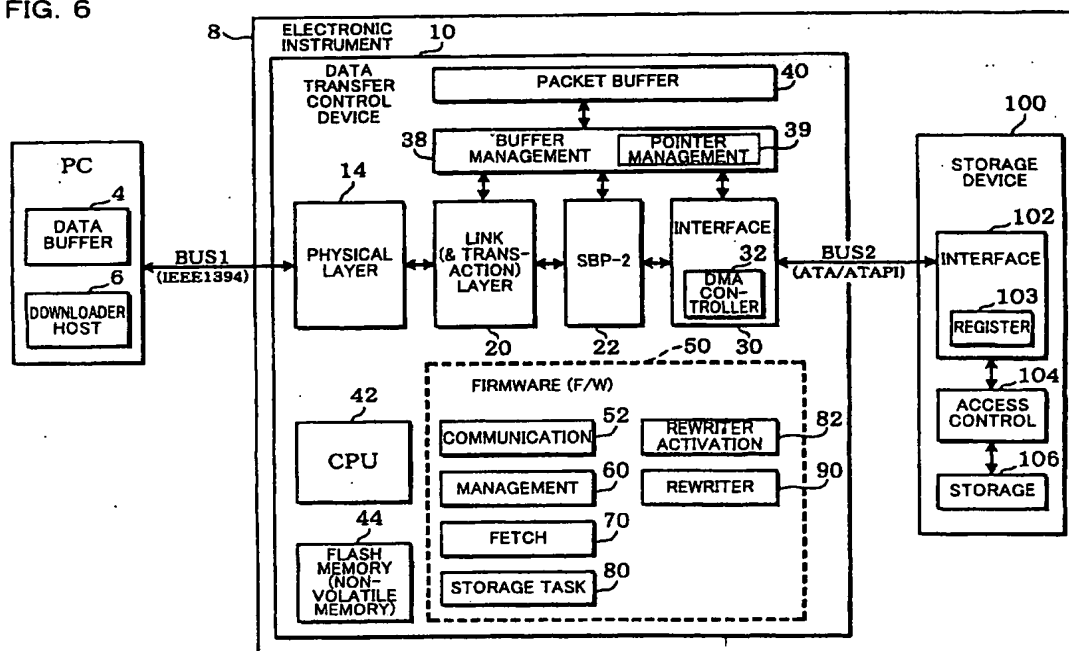 FIG. 6
8
ELECTRONIC
INSTRUMENT
10
DATA
TRANSFER
CONTROL
DEVICE
PACKET BUFFER
40
38
BUFFER
MANAGEMENT
POINTER
MANAGEMENT
39
100
STORAGE
DEVICE
PC
4
DATA
BUFFER
6
DOWNLOADER
HOST
BUS1
(IEEE1394)
14
PHYSICAL
LAYER
LINK
(& TRANS-
ACTION)
LAYER
20
SBP-2
22
INTERFACE
32
DMA CON-
TROLLER
30
BUS2
(ATA/ATAPI)
102
INTERFACE
103
REGISTER
104
ACCESS
CONTROL
106
STORAGE
50
FIRMWARE (F/W)
42
CPU
44
FLASH
MEMORY
(NON-
VOLATILE
MEMORY)
COMMUNICATION
52
MANAGEMENT
60
FETCH
70
STORAGE TASK
80
REWRITER
ACTIVATION
82
REWRITER
90